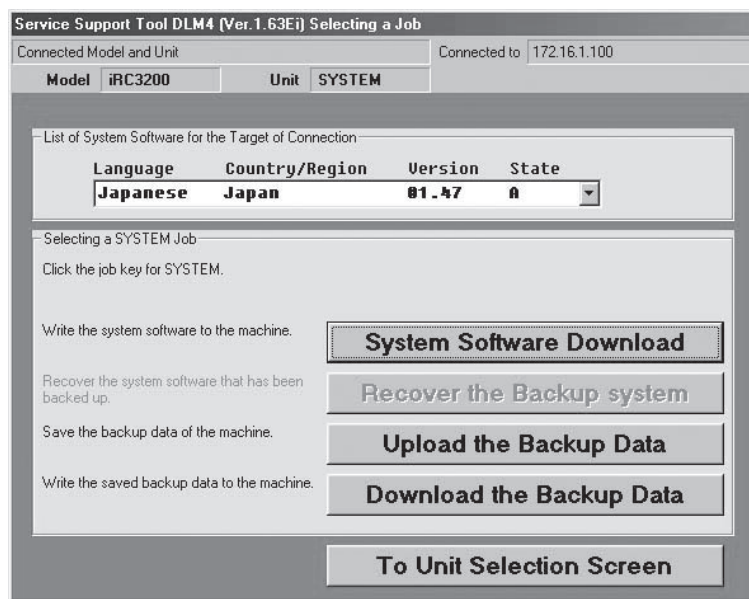 Service Support Tool DLM4 (Ver.1.63Ei) Selecting a Job
Connected Model and Unit
Connected to 172.16.1.100
Model iRC3200 Unit SYSTEM
List of System Software for the Target of Connection
Language Country/Region Version State
Japanese Japan 01.47 A
Selecting a SYSTEM Job
Click the job key for SYSTEM.
Write the system software to the machine.
System Software Download
Recover the system software that has been
backed up.
Recover the Backup system
Save the backup data of the machine.
Upload the Backup Data
Write the saved backup data to the machine.
Download the Backup Data
To Unit Selection Screen